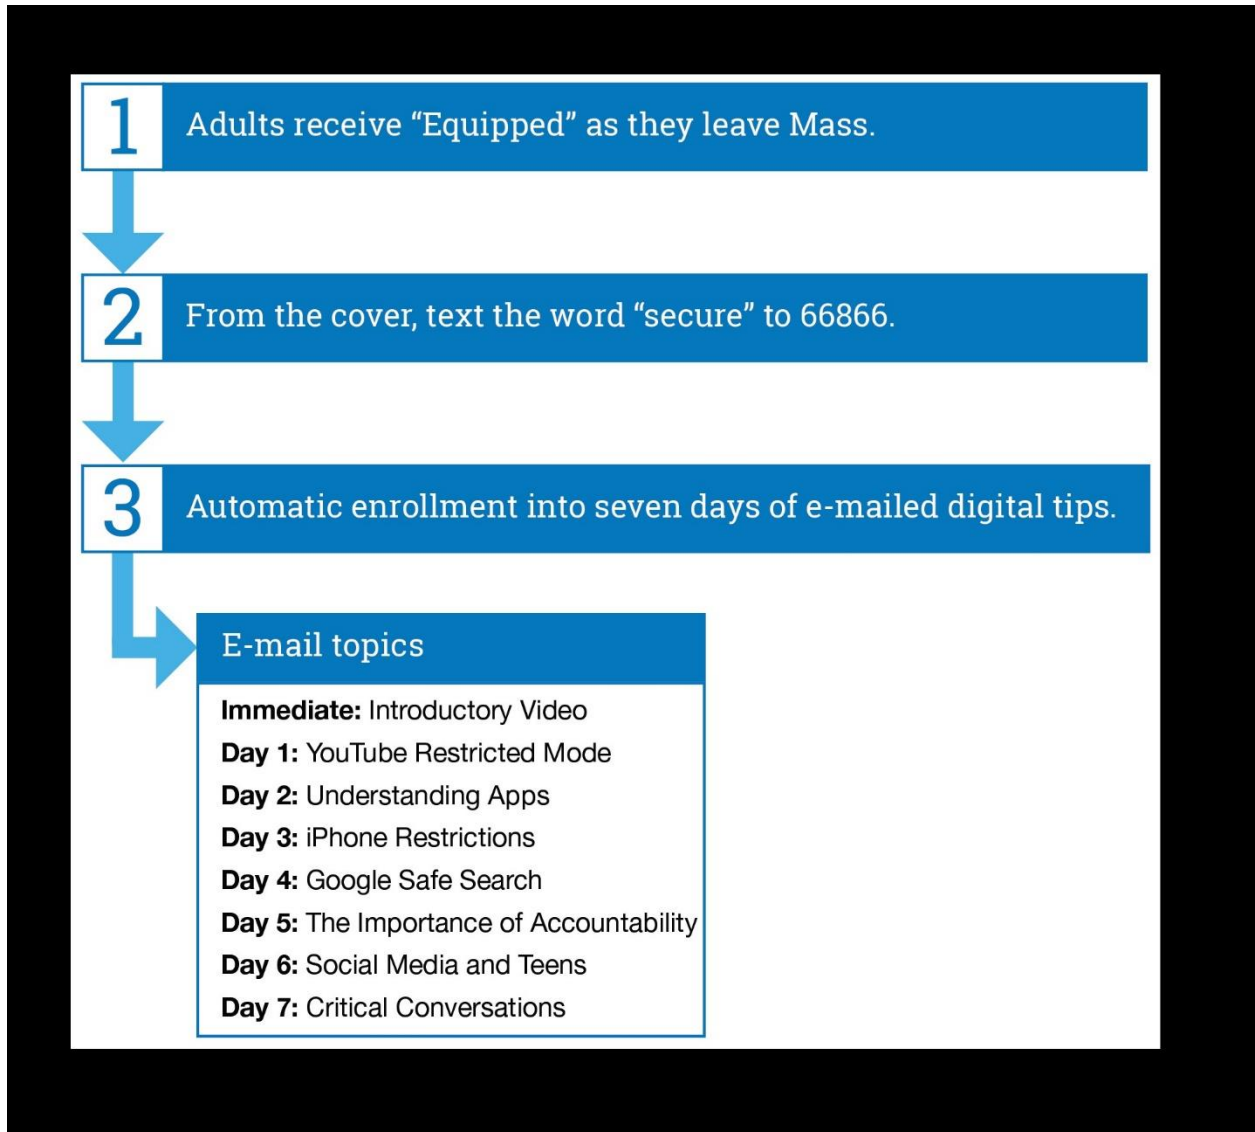 1
Adults receive “Equipped” as they leave Mass.
2
From the cover, text the word “secure” to 66866.
3
Automatic enrollment into seven days of e-mailed digital tips.
E-mail topics
Immediate: Introductory Video
Day 1: YouTube Restricted Mode
Day 2: Understanding Apps
Day 3: iPhone Restrictions
Day 4: Google Safe Search
Day 5: The Importance of Accountability
Day 6: Social Media and Teens
Day 7: Critical Conversations